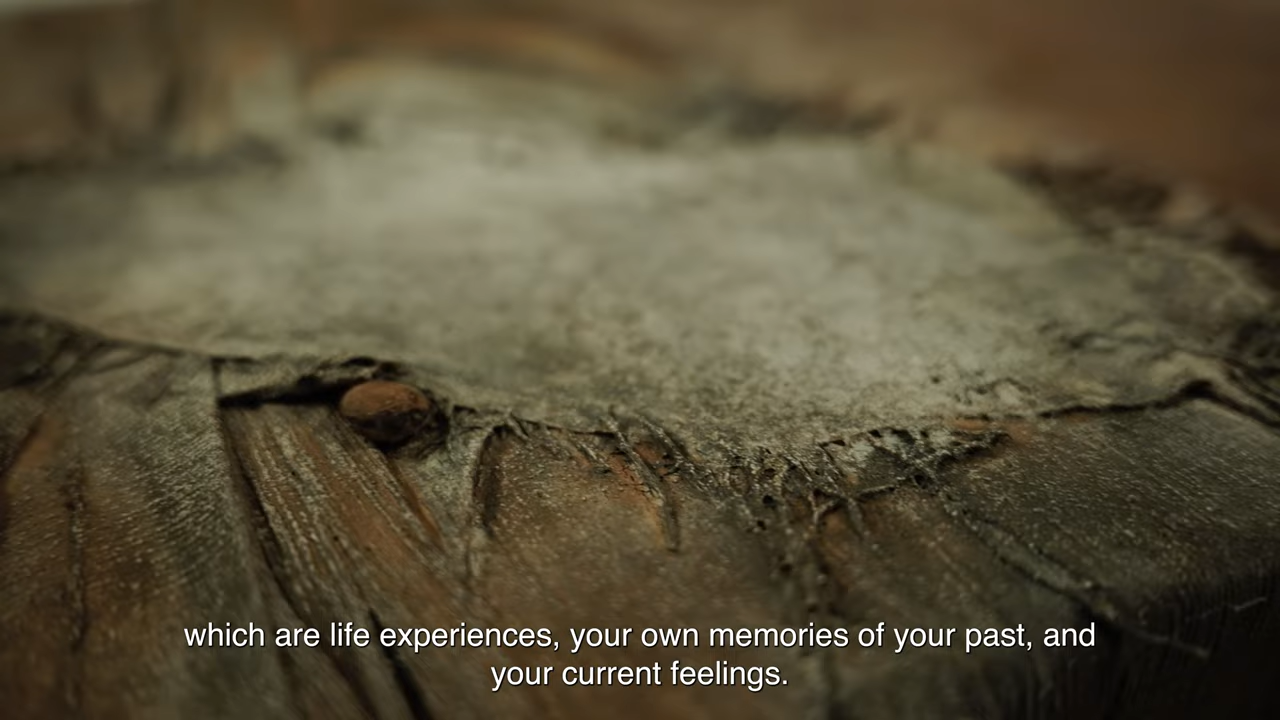 which are life experiences, your own memories of your past, and
your current feelings.